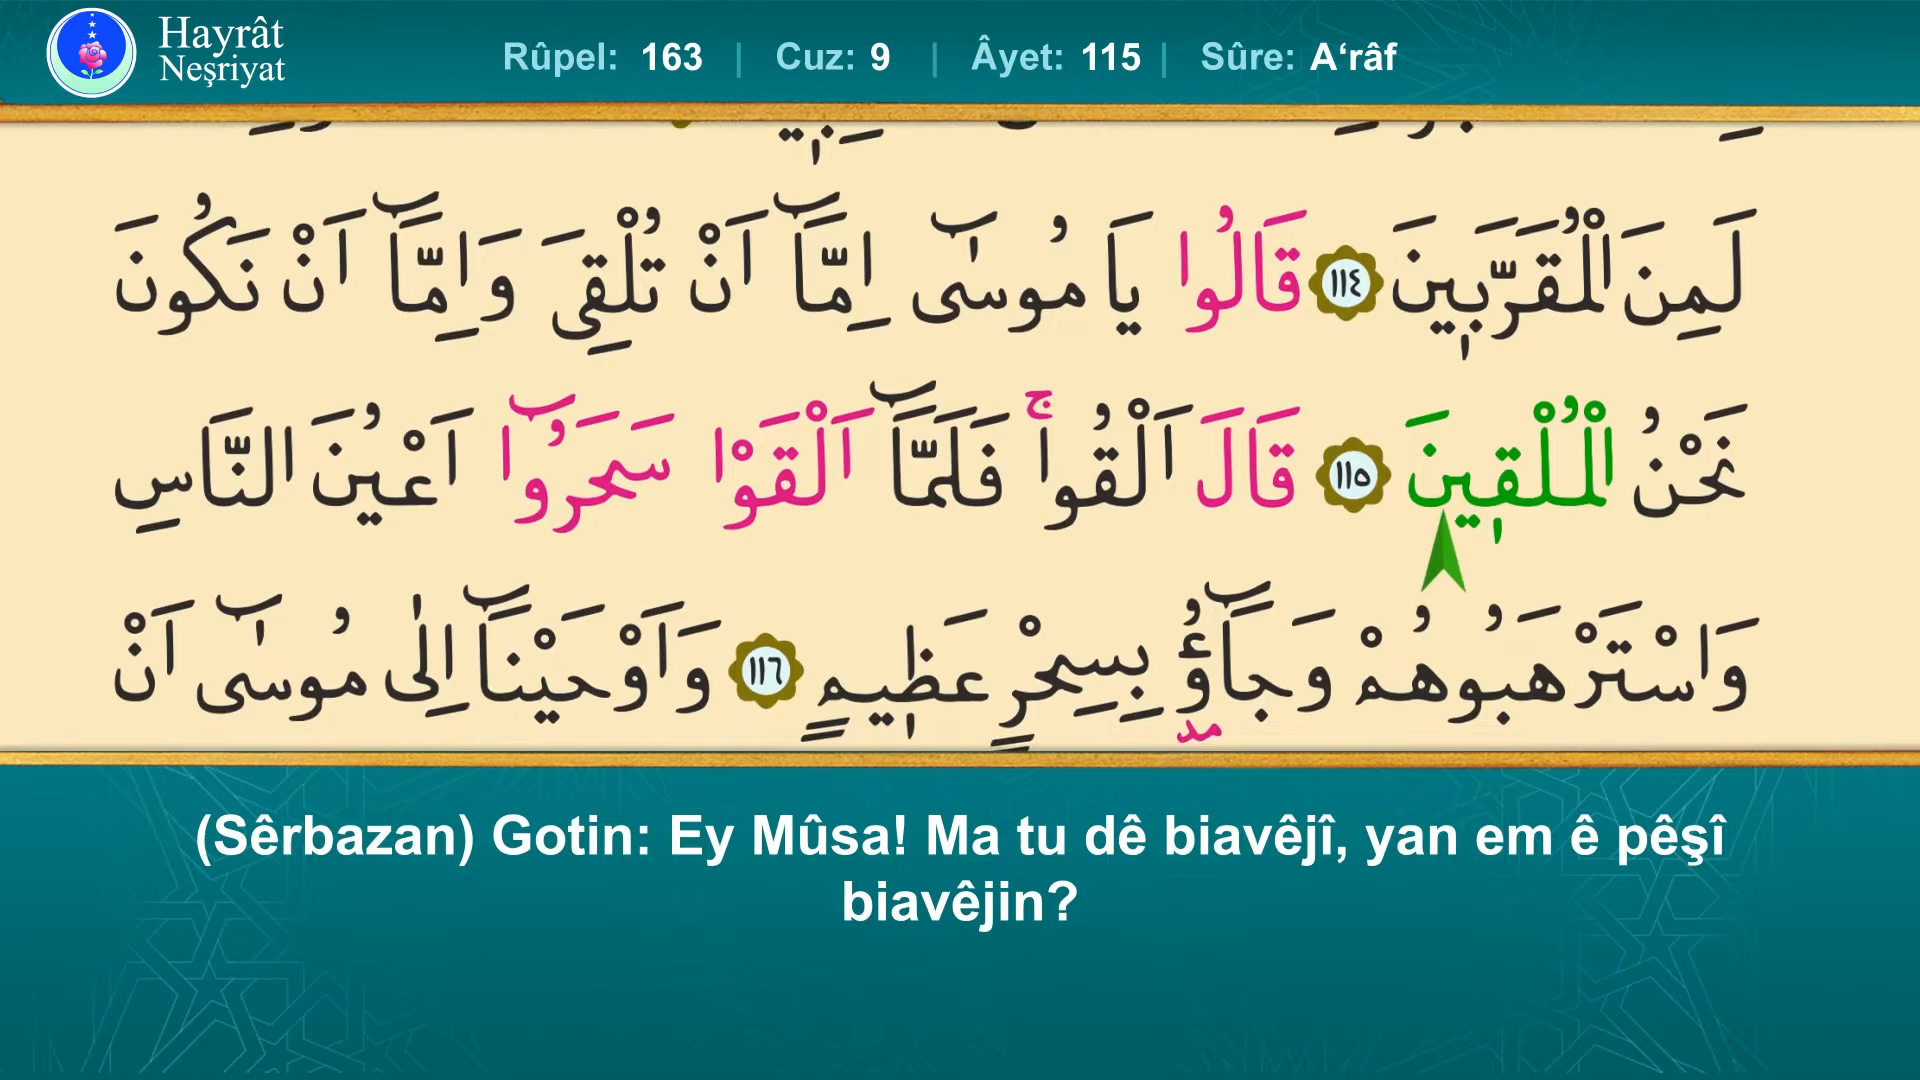 Hayrât
Neşriyat
Rûpel: 163 | Cuz: 9 | Âyet: 115 | Sûre: A‘râf
لَمِنَ الْمُقَرَّبٖينَ ﴿١١٤﴾ قَالُوا يَا مُوسٰٓى اِمَّٓا اَنْ تُلْقِىَ وَاِمَّٓا اَنْ نَكُونَ
نَحْنُ الْمُلْقٖينَ ﴿١١٥﴾ قَالَ اَلْقُواۚ فَلَمَّٓا اَلْقَوْا سَحَرُٓوا اَعْيُنَ النَّاسِ
وَاسْتَرْهَبُوهُمْ وَجَٓاؤُ بِسِحْرٍ عَظٖيمٍ ﴿١١٦﴾ وَاَوْحَيْنَٓا اِلٰى مُوسٰٓى اَنْ
مد
(Sêrbazan) Gotin: Ey Mûsa! Ma tu dê biavêjî, yan em ê pêşî
biavêjin?